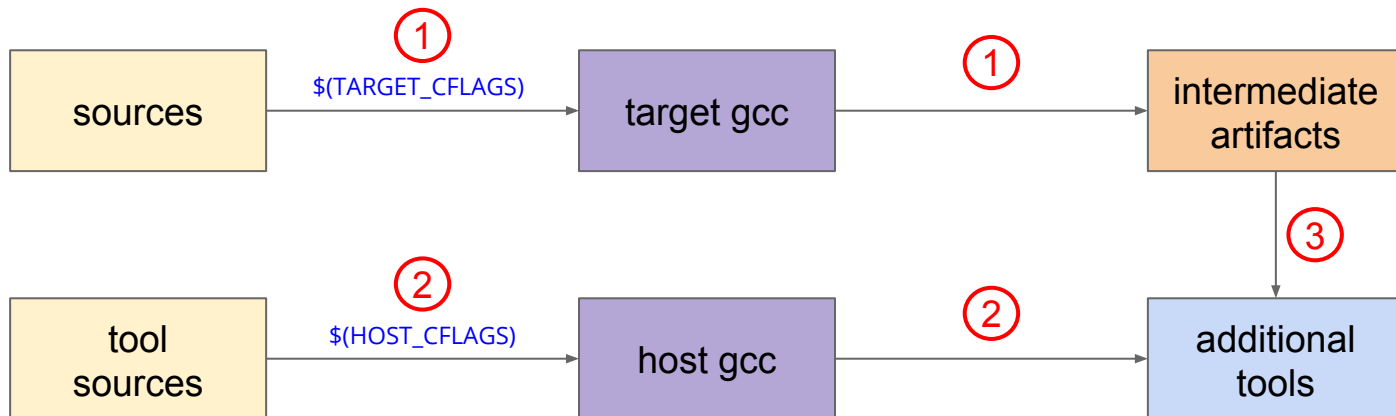 1
$(TARGET_CFLAGS)
sources
target gcc
1
intermediate
artifacts
3
2
$(HOST_CFLAGS)
tool
sources
host gcc
2
additional
tools